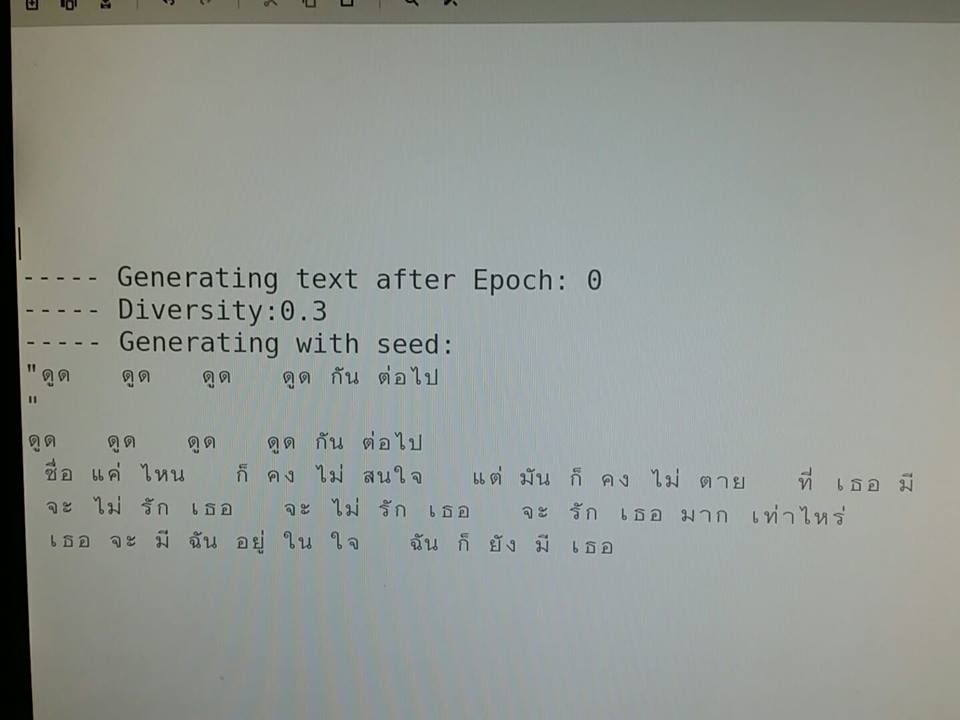 ----- Generating text after Epoch: 0
----- Diversity:0.3
----- Generating with seed:
"ดูด ดูด ดูด ดูด กัน ต่อไป
"
ดูด ดูด ดูด ดูด กัน ต่อไป
ซื่อ แค่ ไหน ก็ คง ไม่ สนใจ แต่ มัน ก็ คง ไม่ ตาย ที่ เธอ มี
จะ ไม่ รัก เธอ จะ ไม่ รัก เธอ จะ รัก เธอ มาก เท่าไหร่
เธอ จะ มี ฉัน อยู่ ใน ใจ ฉัน ก็ ยัง มี เธอ